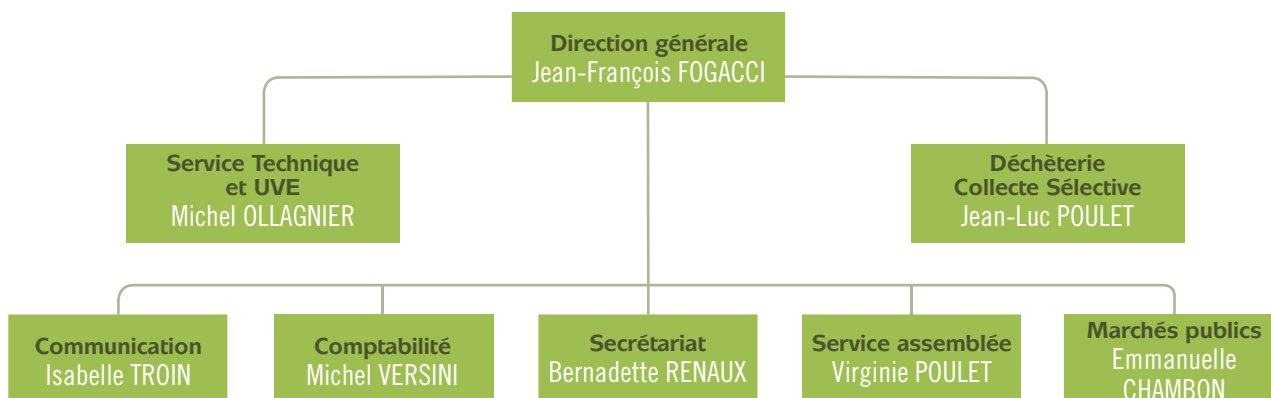 Direction générale
Jean-François FOGACCI
Service Technique
et UVE
Michel OLLAGNIER
Déchèterie
Collecte Sélective
Jean-Luc POULET
Communication
Isabelle TROIN
Comptabilité
Michel VERSINI
Secrétariat
Bernadette RENAUX
Service assemblée
Virginie POULET
Marchés publics
Emmanuelle
CHAMBON